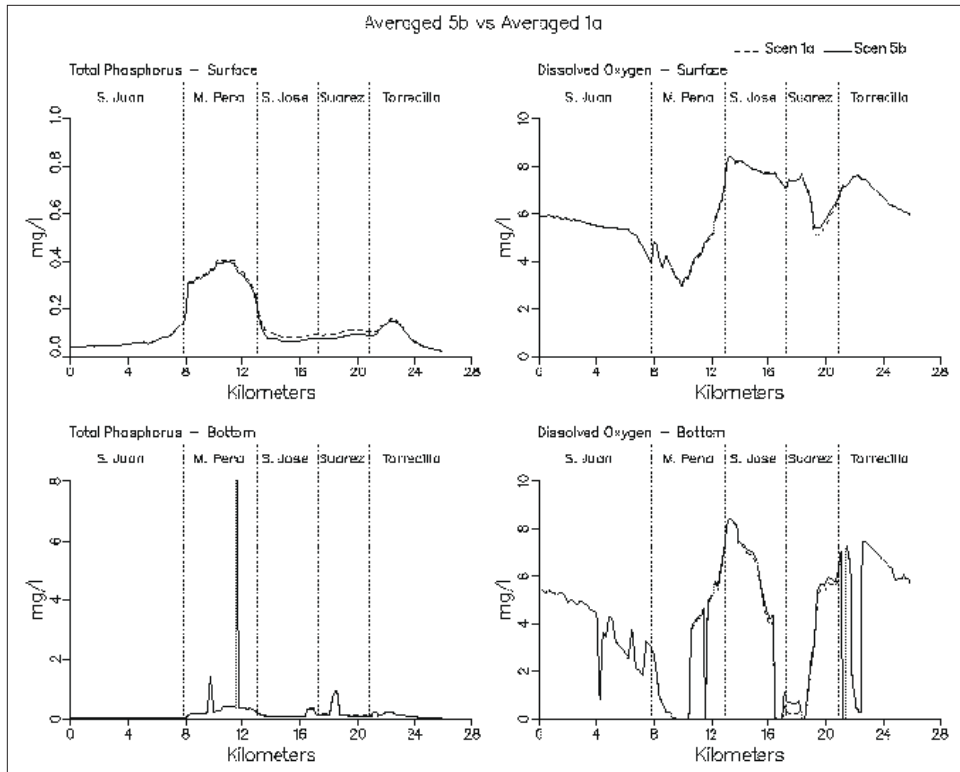 Averaged 5b vs Averaged 1a
Scen 1a Scen 5b
Total Phosphorus – Surface
S. Juan M. Pena S. Jose Suarez Torrecilla
mg/l
0.0 0.2 0.4 0.6 0.8 1.0
0 4 8 12 16 20 24 28
Kilometers
Dissolved Oxygen – Surface
S. Juan M. Pena S. Jose Suarez Torrecilla
mg/l
0 2 4 6 8 10
0 4 8 12 16 20 24 28
Kilometers
Total Phosphorus – Bottom
S. Juan M. Pena S. Jose Suarez Torrecilla
mg/l
0 2 4 6 8
0 4 8 12 16 20 24 28
Kilometers
Dissolved Oxygen – Bottom
S. Juan M. Pena S. Jose Suarez Torrecilla
mg/l
0 2 4 6 8 10
0 4 8 12 16 20 24 28
Kilometers